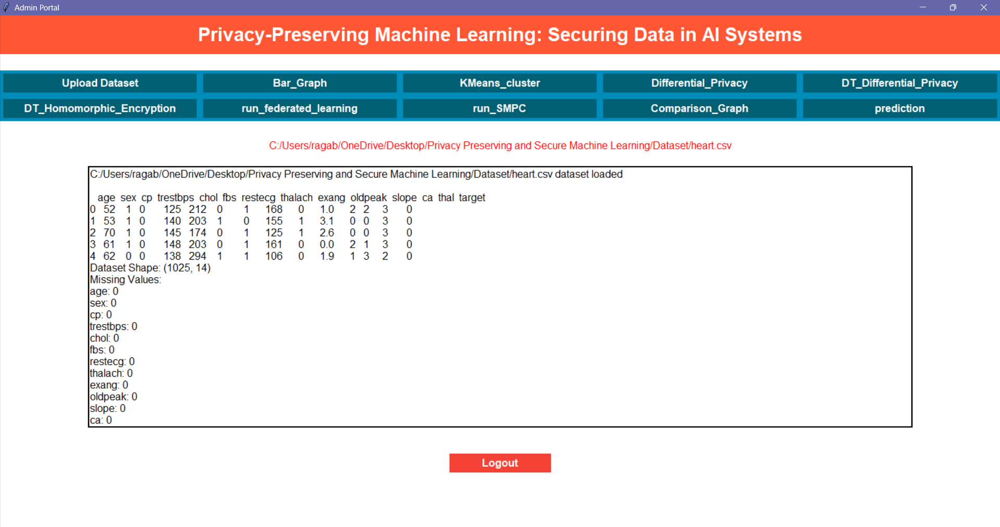 Admin Portal
Privacy-Preserving Machine Learning: Securing Data in AI Systems
Upload Dataset Bar_Graph KMeans_cluster Differential_Privacy DT_Differential_Privacy
DT_Homomorphic_Encryption run_federated_learning run_SMPC Comparison_Graph prediction
C:/Users/ragab/OneDrive/Desktop/Privacy Preserving and Secure Machine Learning/Dataset/heart.csv
C:/Users/ragab/OneDrive/Desktop/Privacy Preserving and Secure Machine Learning/Dataset/heart.csv dataset loaded
age sex cp trestbps chol fbs restecg thalach exang oldpeak slope ca thal target
0 52 1 0 125 212 0 1 168 0 1.0 2 2 3 0
1 53 1 0 140 203 1 0 155 1 3.1 0 0 3 0
2 70 1 0 145 174 0 1 125 1 2.6 0 0 3 0
3 61 1 0 148 203 0 1 161 0 0.0 2 1 3 0
4 62 0 0 138 294 1 1 106 0 1.9 1 3 2 0
Dataset Shape: (1025, 14)
Missing Values:
age: 0
sex: 0
cp: 0
trestbps: 0
chol: 0
fbs: 0
restecg: 0
thalach: 0
exang: 0
oldpeak: 0
slope: 0
ca: 0
Logout